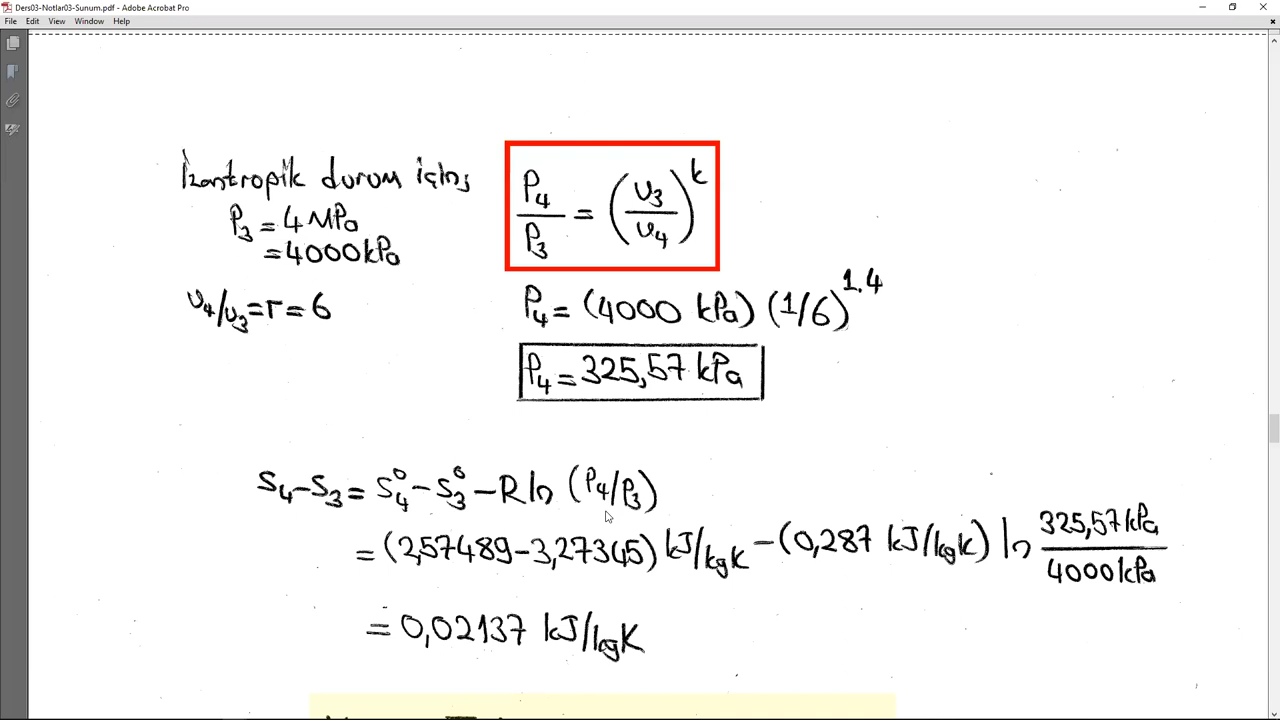 Ders03-Notlar03-Sunum.pdf - Adobe Acrobat Pro
File Edit View Window Help
İzantropik durum için;
P₃ = 4 MPa
= 4000 kPa
υ₄/υ₃ = r = 6
P₄/P₃ = (υ₃/υ₄)^k
P₄ = (4000 kPa) (1/6)^1.4
P₄ = 325,57 kPa
S₄ – S₃ = S₄⁰ – S₃⁰ – R ln (P₄/P₃)
= (2,57489 – 3,27345) kJ/kgK – (0,287 kJ/kgK) ln 325,57 kPa / 4000 kPa
= 0,02137 kJ/kgK